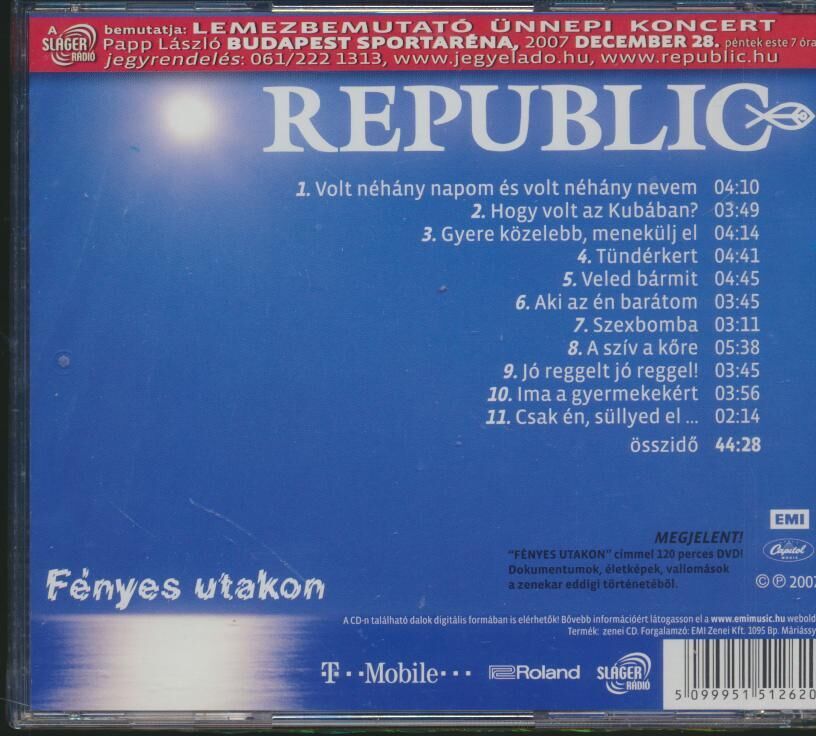 A SLÁGER RÁDIÓ bemutatja: LEMEZBEMUTATÓ ÜNNEPI KONCERT
Papp László BUDAPEST SPORTARÉNA, 2007 DECEMBER 28. péntek este 7 óra
jegyrendelés: 061/222 1313, www.jegyelado.hu, www.republic.hu
REPUBLIC
1. Volt néhány napom és volt néhány nevem 04:10
2. Hogy volt az Kubában? 03:49
3. Gyere közelebb, menekülj el 04:14
4. Tündérkert 04:41
5. Veled bármit 04:45
6. Aki az én barátom 03:45
7. Szexbomba 03:11
8. A szív a kőre 05:38
9. Jó reggelt jó reggel! 03:45
10. Ima a gyermekekért 03:56
11. Csak én, süllyed el ... 02:14
összidő 44:28
EMI
MEGJELENT!
"FÉNYES UTAKON" címmel 120 perces DVD!
Dokumentumok, életképek, vallomások
a zenekar eddigi történetéből.
Capitol MUSIC
© ℗ 2007
Fényes utakon
A CD-n található dalok digitális formában is elérhetők! Bővebb információért látogasson el a www.emimusic.hu webold
Termék: zenei CD. Forgalamzó: EMI Zenei Kft. 1095 Bp. Máriássy
T··Mobile···
Roland
SLÁGER RÁDIÓ
5 099951 512620